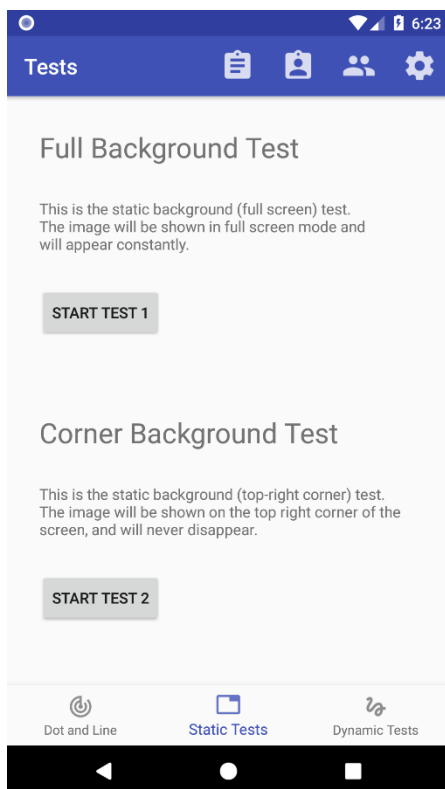 6:23
Tests
Full Background Test
This is the static background (full screen) test.
The image will be shown in full screen mode and
will appear constantly.
START TEST 1
Corner Background Test
This is the static background (top-right corner) test.
The image will be shown on the top right corner of the
screen, and will never disappear.
START TEST 2
Dot and Line
Static Tests
Dynamic Tests